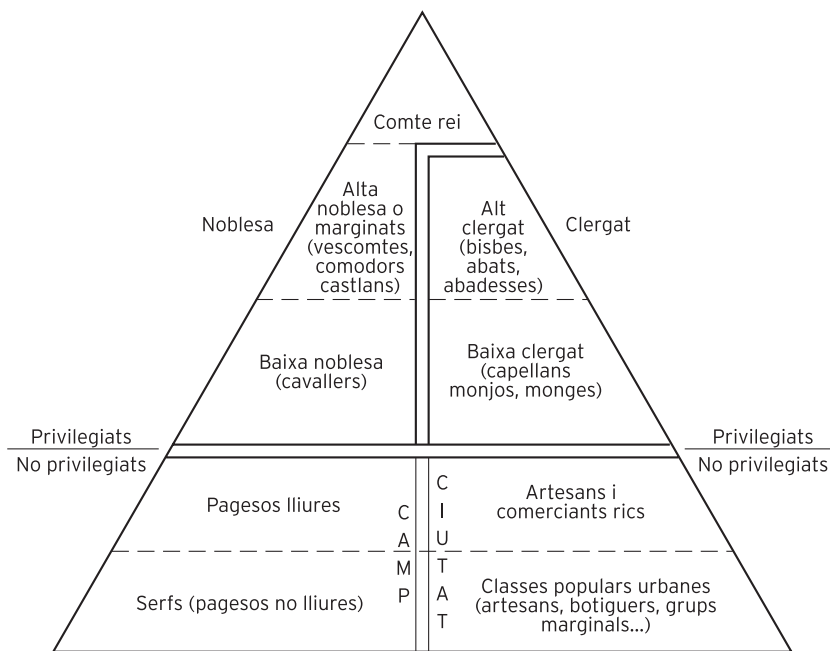 Comte rei
Noblesa
Alta
noblesa o
marginats
(vescomtes,
comodors
castlans)
Alt
clergat
(bisbes,
abats,
abadesses)
Clergat
Baixa noblesa
(cavallers)
Baixa clergat
(capellans
monjos, monges)
Privilegiats
No privilegiats
Privilegiats
No privilegiats
Pagesos lliures
CAMP
CIUTAT
Artesans i
comerciants rics
Serfs (pagesos no lliures)
Classes populars urbanes
(artesans, botiguers, grups
marginals...)